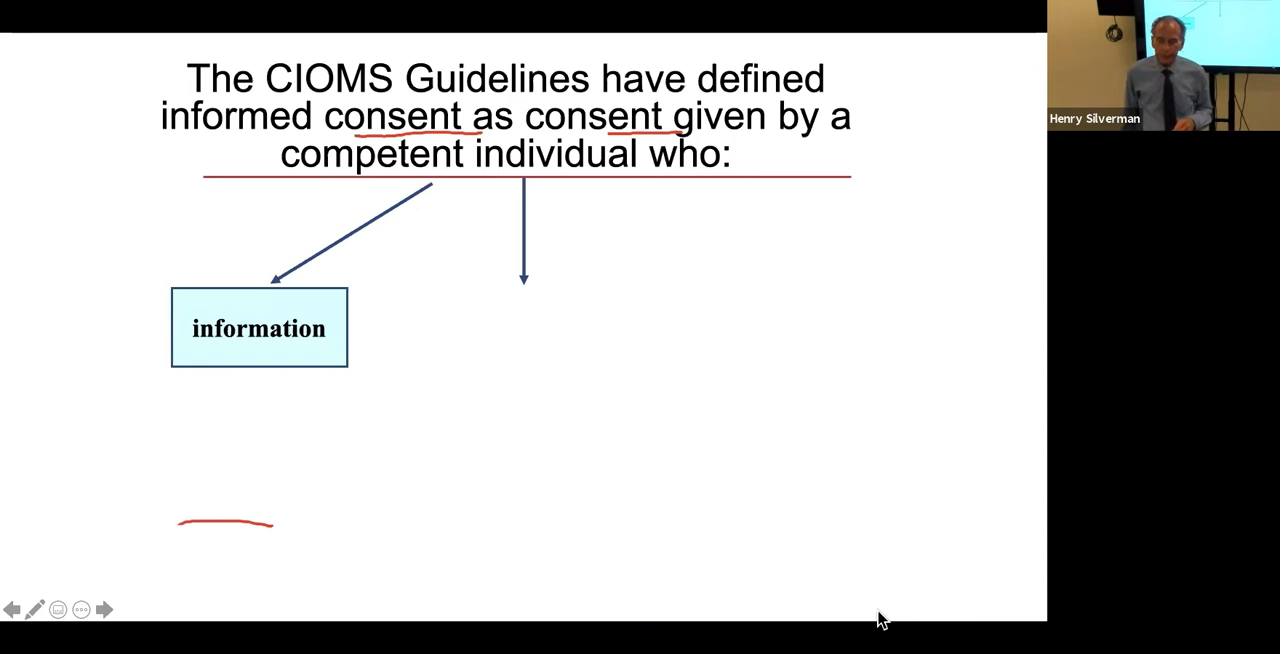 The CIOMS Guidelines have defined
informed consent as consent given by a
competent individual who:
information
Henry Silverman